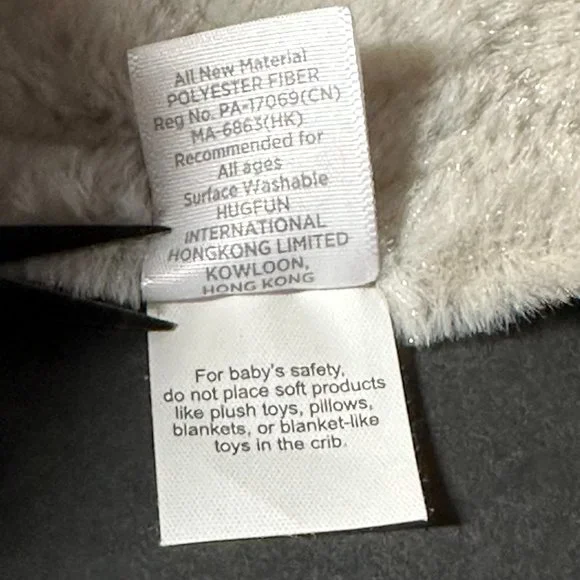 All New Material
POLYESTER FIBER
Reg No. PA-17069(CN)
MA-6863(HK)
Recommended for
All ages
Surface Washable
HUGFUN
INTERNATIONAL
HONGKONG LIMITED
KOWLOON,
HONG KONG
For baby's safety,
do not place soft products
like plush toys, pillows,
blankets, or blanket-like
toys in the crib.